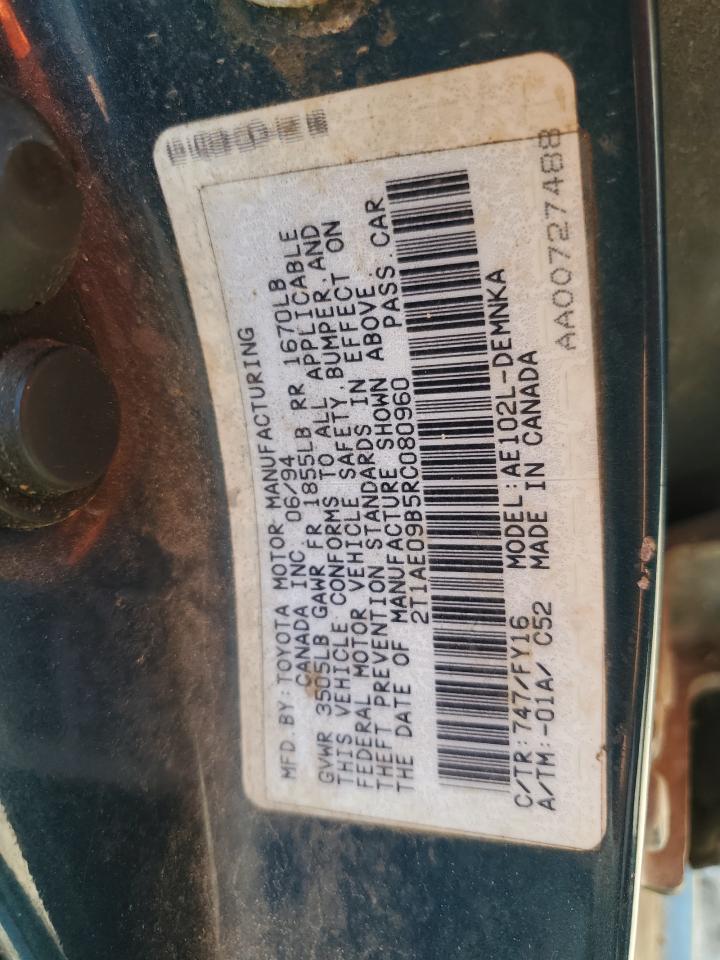 MFD. BY: TOYOTA MOTOR MANUFACTURING
CANADA INC 06/94
GVWR 3505LB GAWR FR 1855LB RR 1670LB
THIS VEHICLE CONFORMS TO ALL APPLICABLE
FEDERAL MOTOR VEHICLE SAFETY, BUMPER, AND
THEFT PREVENTION STANDARDS IN EFFECT ON
THE DATE OF MANUFACTURE SHOWN ABOVE.
2T1AE09B5RC080960 PASS.CAR
C/TR:747/FY16 MODEL:AE102L-DEMNKA
A/TM:-01A/ C52 MADE IN CANADA
AA00727488